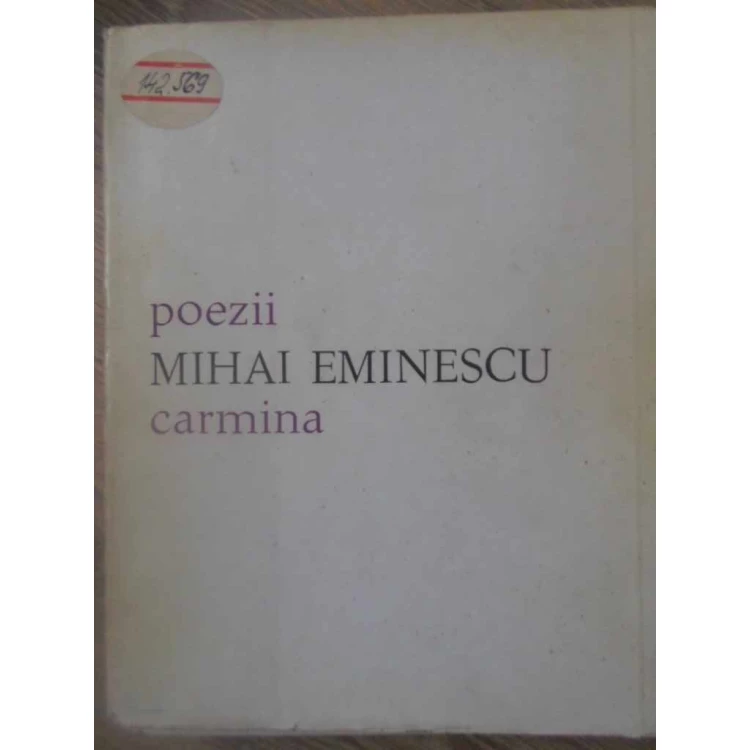 142.569
poezii
MIHAI EMINESCU
carmina